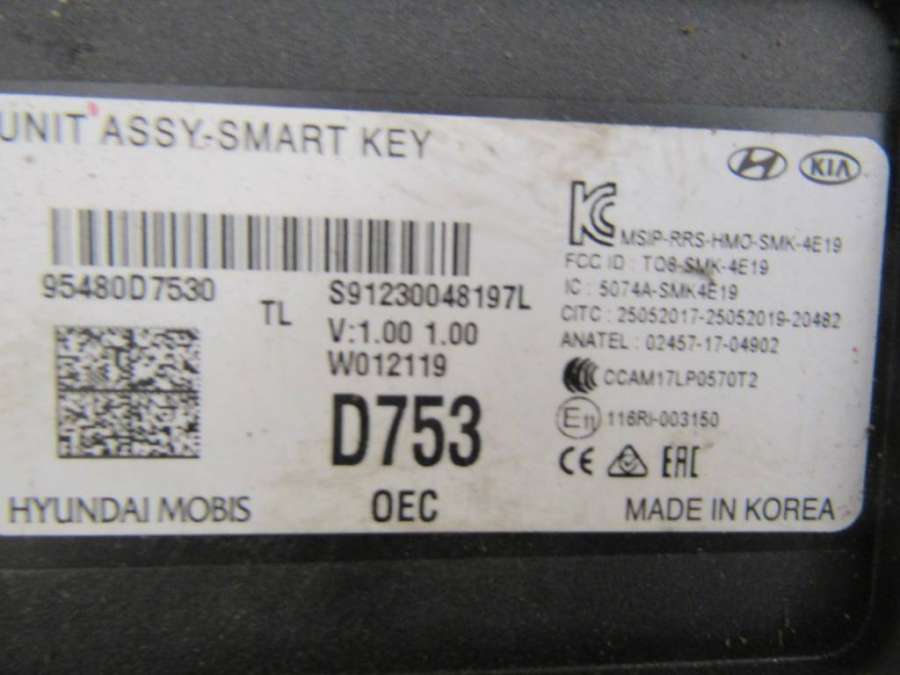 UNIT ASSY-SMART KEY
KIA
MSIP-RRS-HMO-SMK-4E19
FCC ID : TQ8-SMK-4E19
IC : 5074A-SMK4E19
CITC : 25052017-25052019-20482
ANATEL : 02457-17-04902
CCAM17LP0570T2
E11 116RI-003150
CE EAC
95480D7530
TL
S91230048197L
V:1.00 1.00
W012119
D753
OEC
HYUNDAI MOBIS
MADE IN KOREA